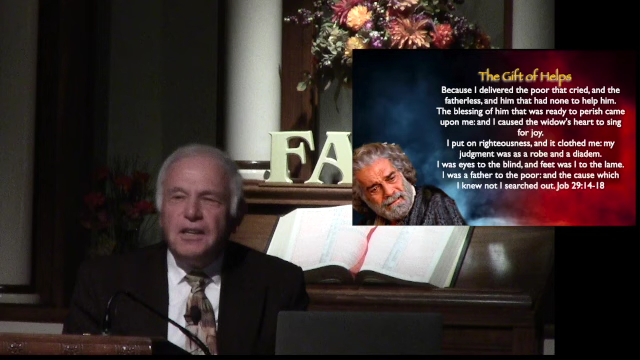 FA
The Gift of Helps
Because I delivered the poor that cried, and the
fatherless, and him that had none to help him.
The blessing of him that was ready to perish came
upon me: and I caused the widow's heart to sing
for joy.
I put on righteousness, and it clothed me: my
judgment was as a robe and a diadem.
I was eyes to the blind, and feet was I to the lame.
I was a father to the poor: and the cause which
I knew not I searched out. Job 29:14-18